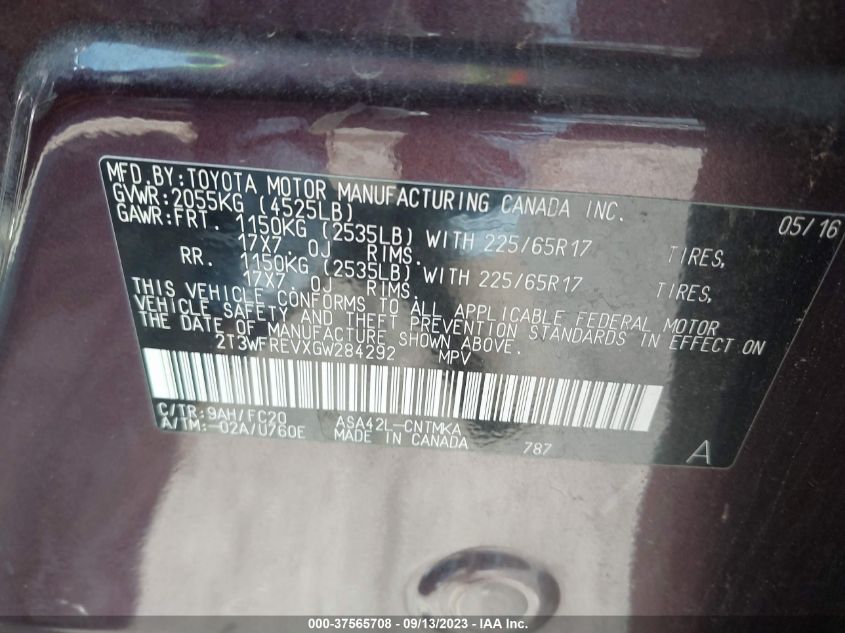 MFD.BY:TOYOTA MOTOR MANUFACTURING CANADA INC.
GVWR:2055KG (4525LB) 05/16
GAWR:FRT. 1150KG (2535LB) WITH 225/65R17 TIRES,
17X7.0J RIMS.
RR. 1150KG (2535LB) WITH 225/65R17 TIRES,
17X7.0J RIMS.
THIS VEHICLE CONFORMS TO ALL APPLICABLE FEDERAL MOTOR
VEHICLE SAFETY AND THEFT PREVENTION STANDARDS IN EFFECT ON
THE DATE OF MANUFACTURE SHOWN ABOVE.
2T3WFREVXGW284292 MPV
C/TR:9AH/FC20 ASA42L-CNTMKA
A/TM:-02A/U760E MADE IN CANADA 787 A
000-37565708 - 09/13/2023 - IAA Inc.